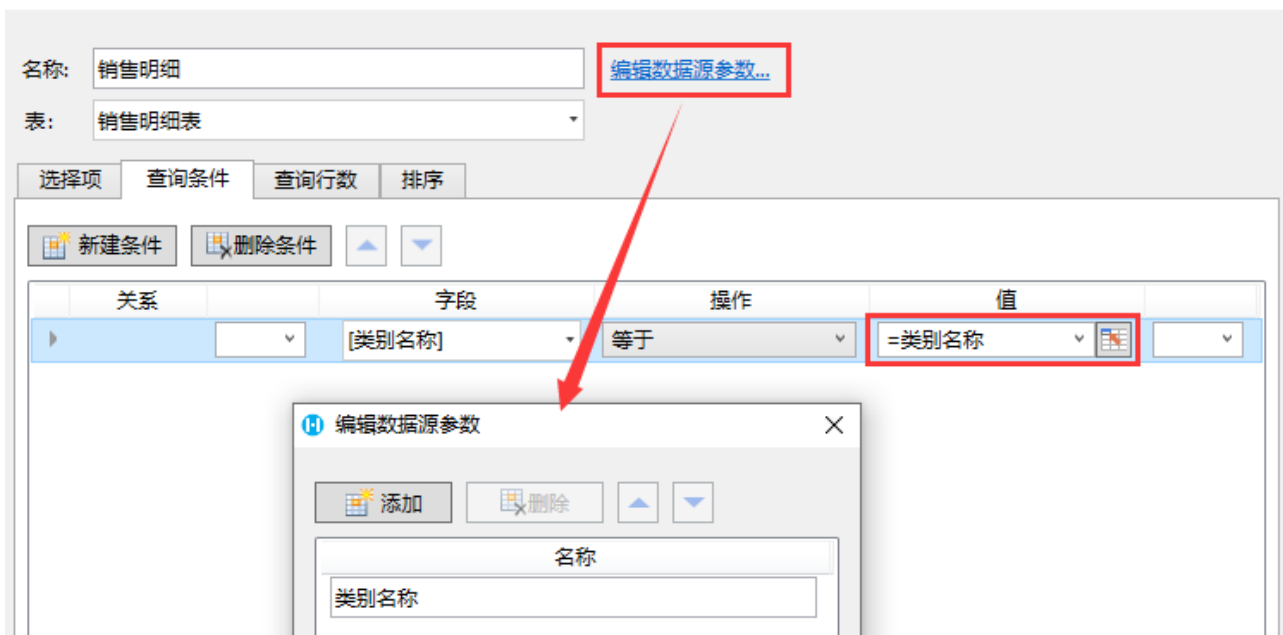 名称: 销售明细 编辑数据源参数...
表: 销售明细表
选择项 查询条件 查询行数 排序
新建条件 删除条件
关系 字段 操作 值
[类别名称] 等于 =类别名称
编辑数据源参数
添加 删除
名称
类别名称